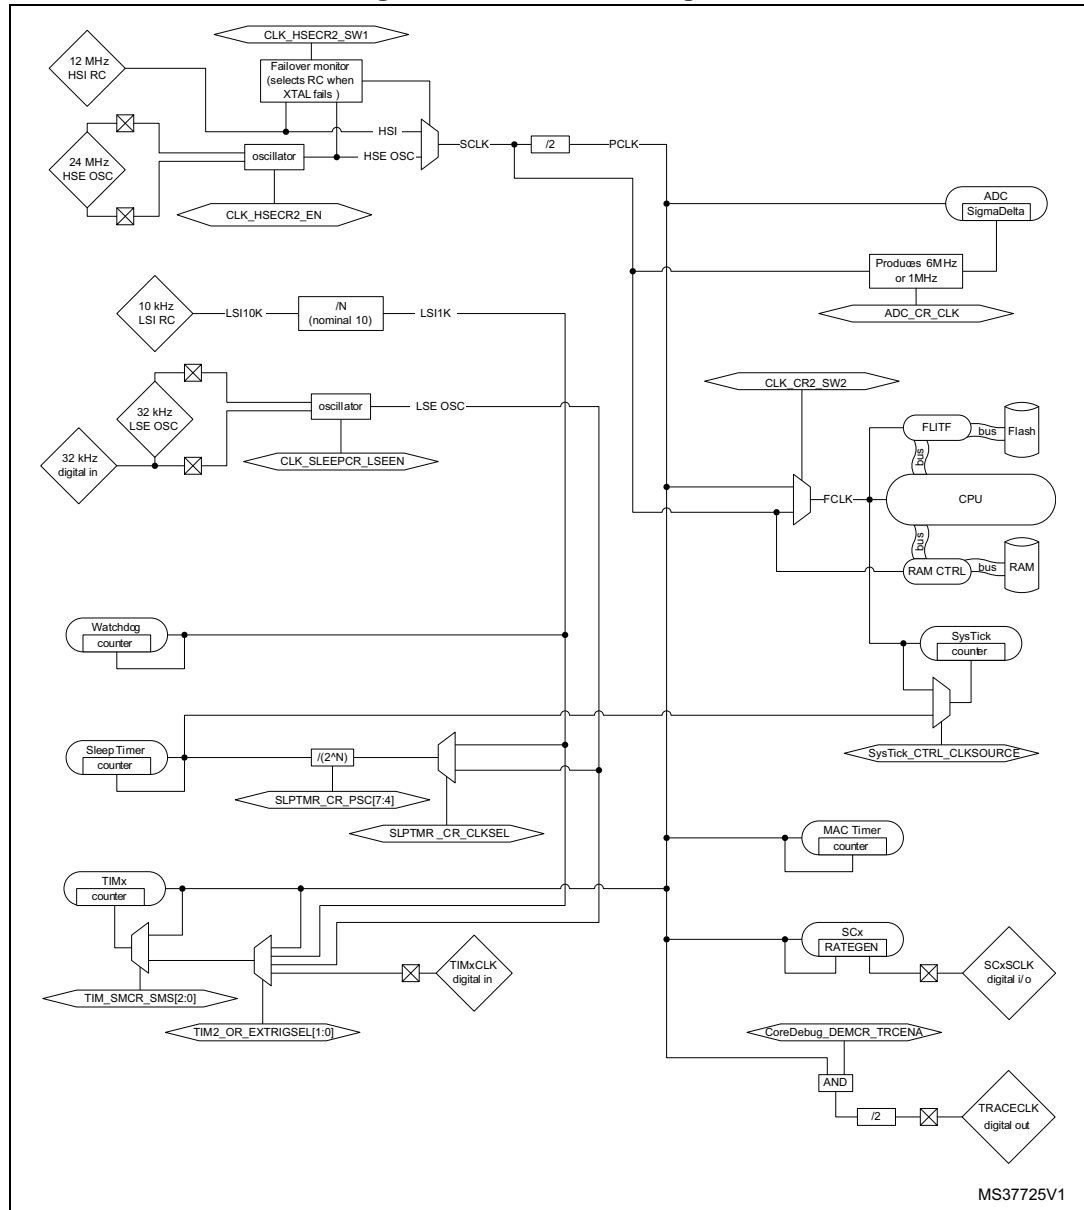 CLK_HSECR2_SW1
12 MHz
HSI RC
Failover monitor
(selects RC when
XTAL fails )
HSI
SCLK
/2
PCLK
24 MHz
HSE OSC
oscillator
HSE OSC
CLK_HSECR2_EN
ADC
SigmaDelta
Produces 6MHz
or 1MHz
ADC_CR_CLK
10 kHz
LSI RC
LSI10K
/N
(nominal 10)
LSI1K
32 kHz
LSE OSC
oscillator
LSE OSC
32 kHz
digital in
CLK_SLEEPCR_LSEEN
CLK_CR2_SW2
FLITF
bus
Flash
bus
FCLK
CPU
bus
RAM CTRL
bus
RAM
Watchdog
counter
SysTick
counter
Sleep Timer
counter
/(2^N)
SysTick_CTRL_CLKSOURCE
SLPTMR_CR_PSC[7:4]
SLPTMR _CR_CLKSEL
MAC Timer
counter
TIMx
counter
SCx
RATEGEN
TIMxCLK
digital in
SCxSCLK
digital i/o
TIM_SMCR_SMS[2:0]
TIM2_OR_EXTRIGSEL[1:0]
CoreDebug_DEMCR_TRCENA
AND
/2
TRACECLK
digital out
MS37725V1